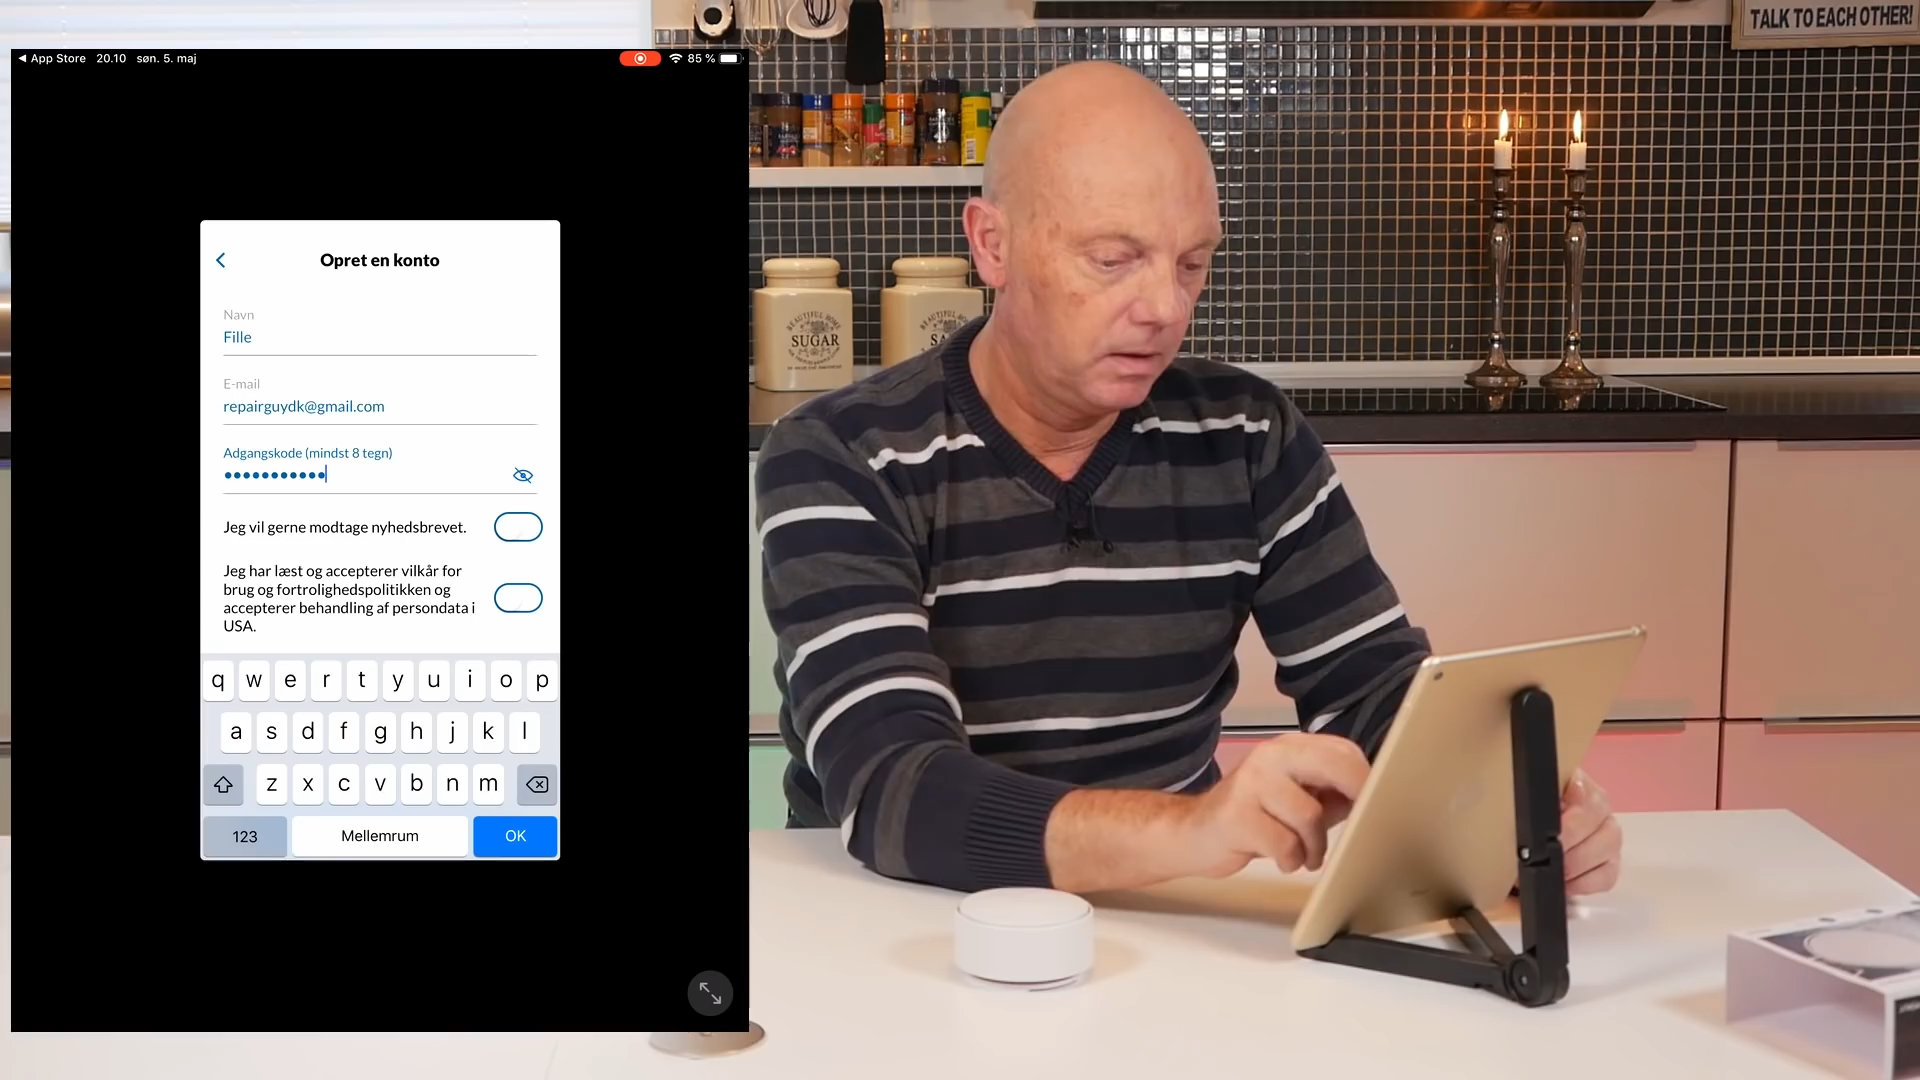 App Store 20.10 søn. 5. maj 85 %
Opret en konto
Navn
Fille
E-mail
repairguydk@gmail.com
Adgangskode (mindst 8 tegn)
Jeg vil gerne modtage nyhedsbrevet.
Jeg har læst og accepterer vilkår for
brug og fortrolighedspolitikken og
accepterer behandling af persondata i
USA.
q w e r t y u i o p
a s d f g h j k l
z x c v b n m
123 Mellemrum OK
TALK TO EACH OTHER!
BEAUTIFUL HOME
SUGAR